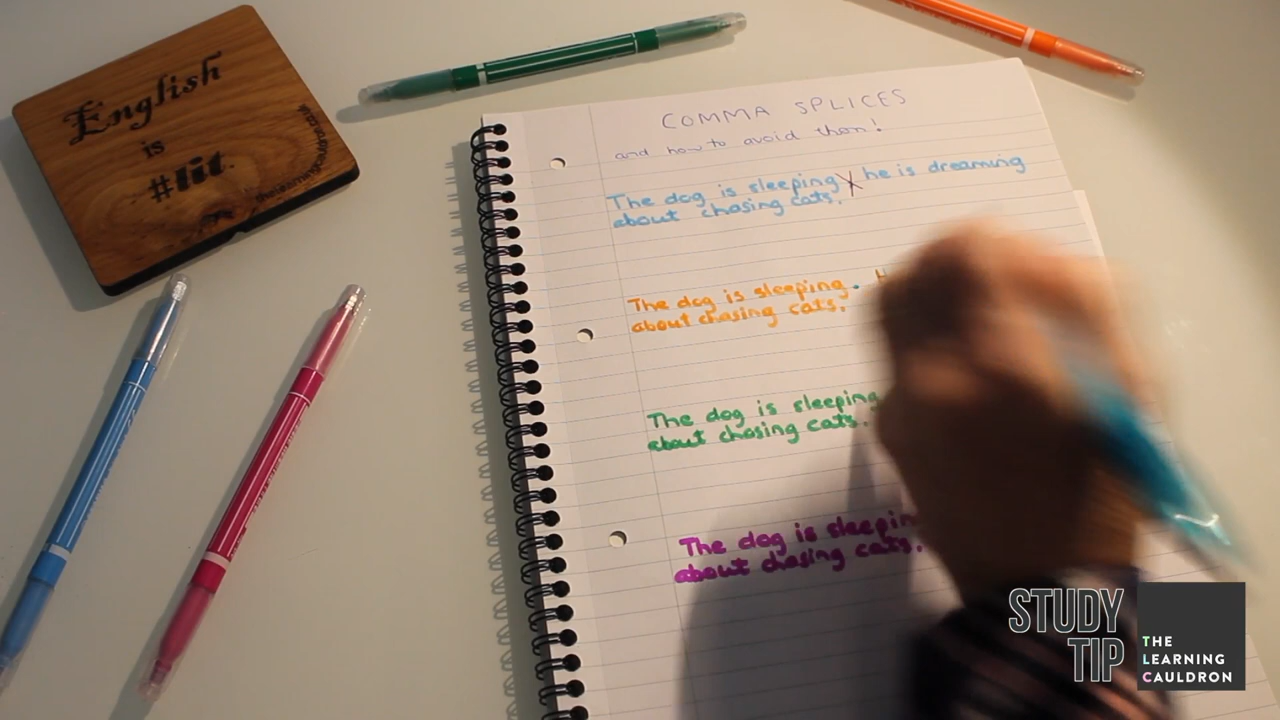 English
is
#lit.
COMMA SPLICES
and how to avoid them!
The dog is sleeping he is dreaming
about chasing cats.
The dog is sleeping. H
about chasing cats.
The dog is sleeping
about chasing cats.
The dog is sleepin
about chasing cats.
STUDY
TIP
THE
LEARNING
CAULDRON